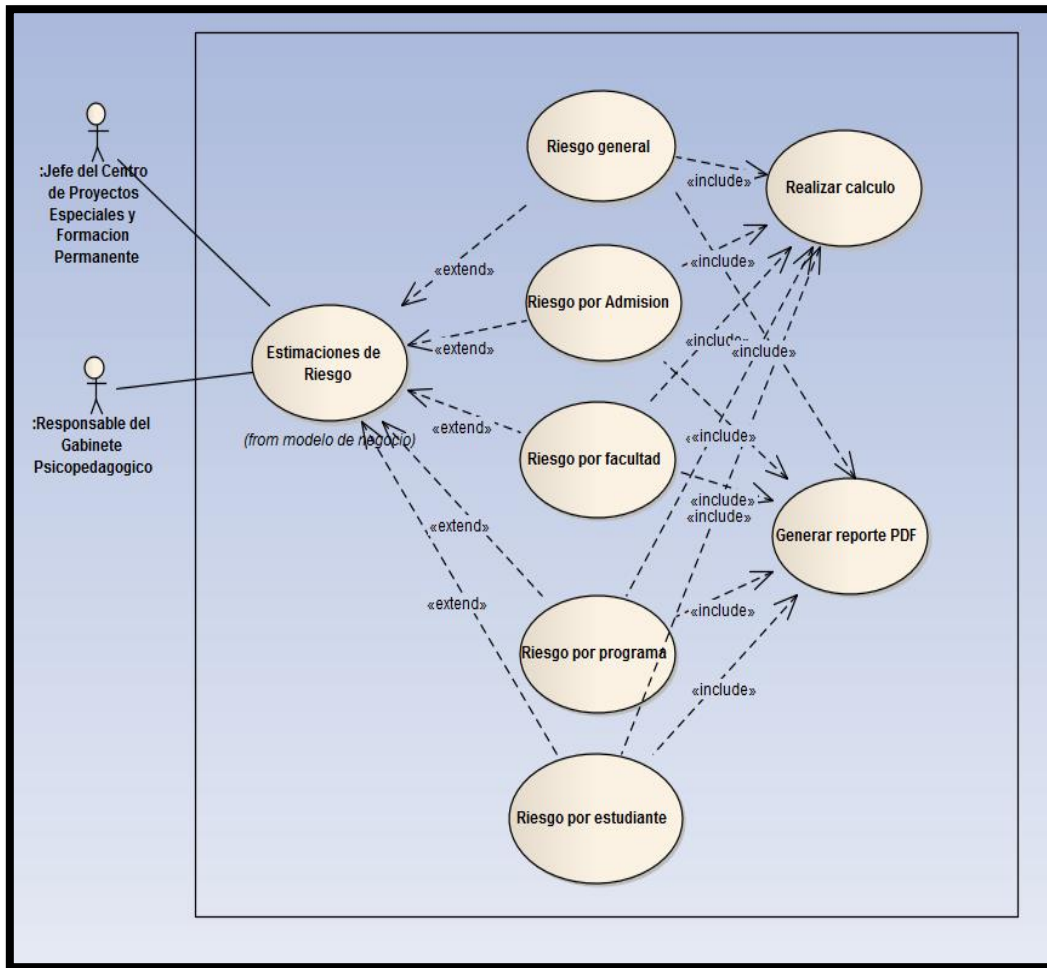 :Jefe del Centro
de Proyectos
Especiales y
Formacion
Permanente
:Responsable del
Gabinete
Psicopedagogico
Estimaciones de
Riesgo
(from modelo de negocio)
Riesgo general
Riesgo por Admision
Riesgo por facultad
Riesgo por programa
Riesgo por estudiante
Realizar calculo
Generar reporte PDF
«extend»
«extend»
«extend»
«extend»
«extend»
«include»
«include»
«include»
«include»
«include»
«include»
«include»
«include»
«include»